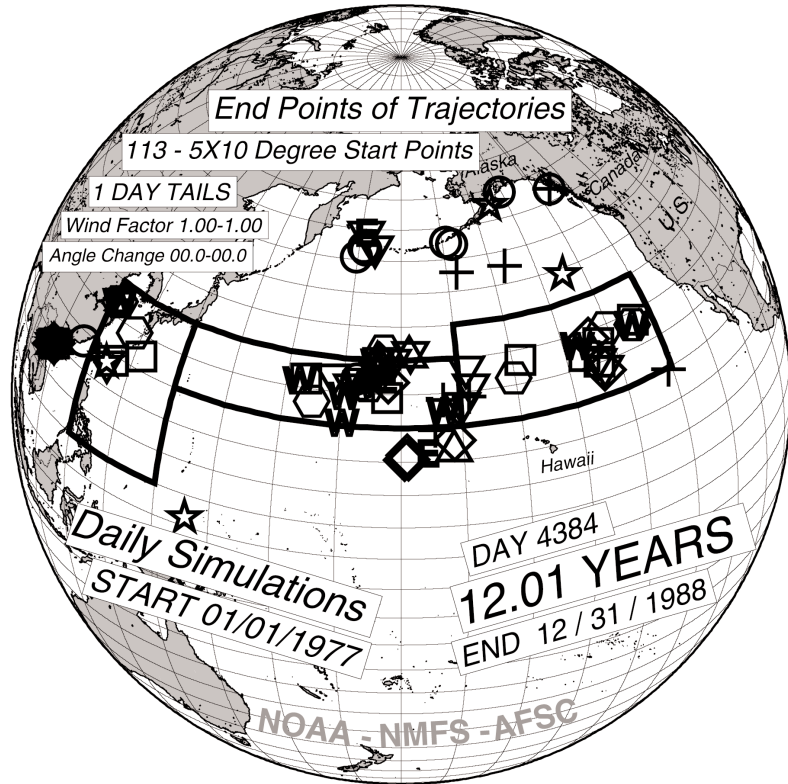 End Points of Trajectories
113 - 5X10 Degree Start Points
1 DAY TAILS
Wind Factor 1.00-1.00
Angle Change 00.0-00.0
Alaska
Canada
U.S.
W
E
W
W
W
W
W
W
E
Hawaii
Daily Simulations
START 01/01/1977
DAY 4384
12.01 YEARS
END 12 / 31 / 1988
NOAA - NMFS - AFSC